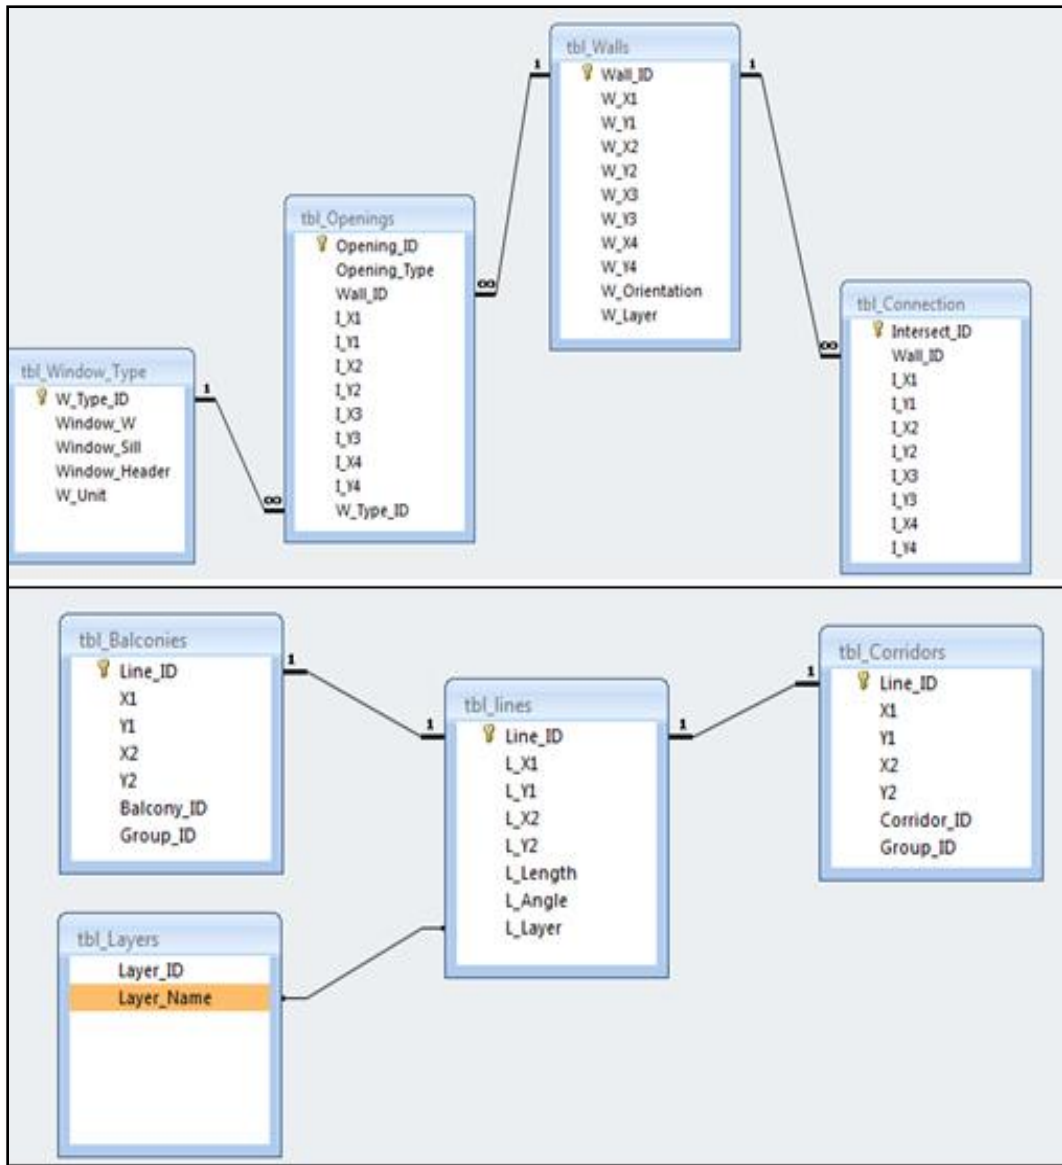 tbl_Walls
Wall_ID
W_X1
W_Y1
W_X2
W_Y2
W_X3
W_Y3
W_X4
W_Y4
W_Orientation
W_Layer
1
1
tbl_Openings
Opening_ID
Opening_Type
Wall_ID
I_X1
I_Y1
I_X2
I_Y2
I_X3
I_Y3
I_X4
I_Y4
W_Type_ID
∞
∞
tbl_Connection
Intersect_ID
Wall_ID
I_X1
I_Y1
I_X2
I_Y2
I_X3
I_Y3
I_X4
I_Y4
∞
tbl_Window_Type
W_Type_ID
Window_W
Window_Sill
Window_Header
W_Unit
1
tbl_Balconies
Line_ID
X1
Y1
X2
Y2
Balcony_ID
Group_ID
1
tbl_lines
Line_ID
L_X1
L_Y1
L_X2
L_Y2
L_Length
L_Angle
L_Layer
1
1
tbl_Corridors
Line_ID
X1
Y1
X2
Y2
Corridor_ID
Group_ID
1
tbl_Layers
Layer_ID
Layer_Name